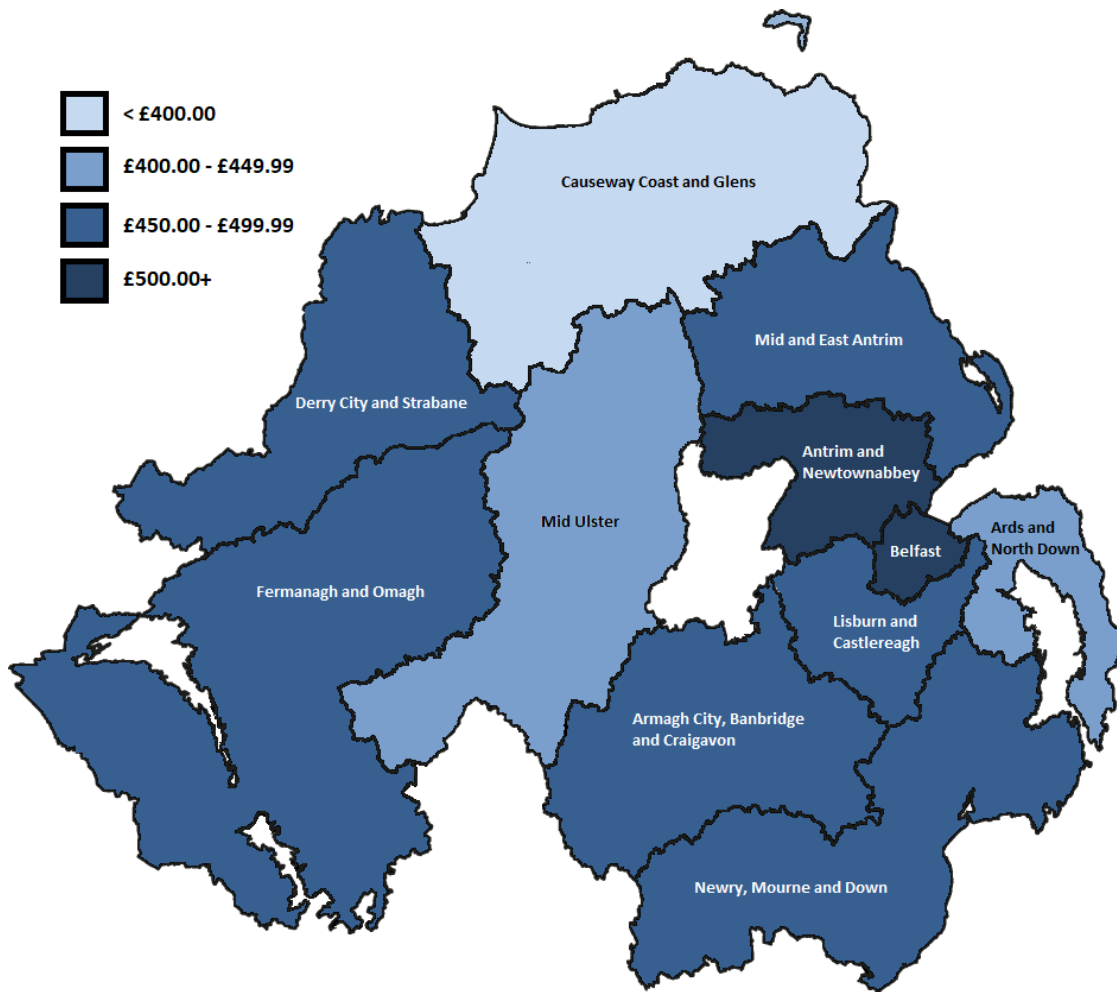 < £400.00
£400.00 - £449.99
£450.00 - £499.99
£500.00+
Causeway Coast and Glens
Mid and East Antrim
Derry City and Strabane
Antrim and
Newtownabbey
Mid Ulster
Ards and
North Down
Belfast
Fermanagh and Omagh
Lisburn and
Castlereagh
Armagh City, Banbridge
and Craigavon
Newry, Mourne and Down